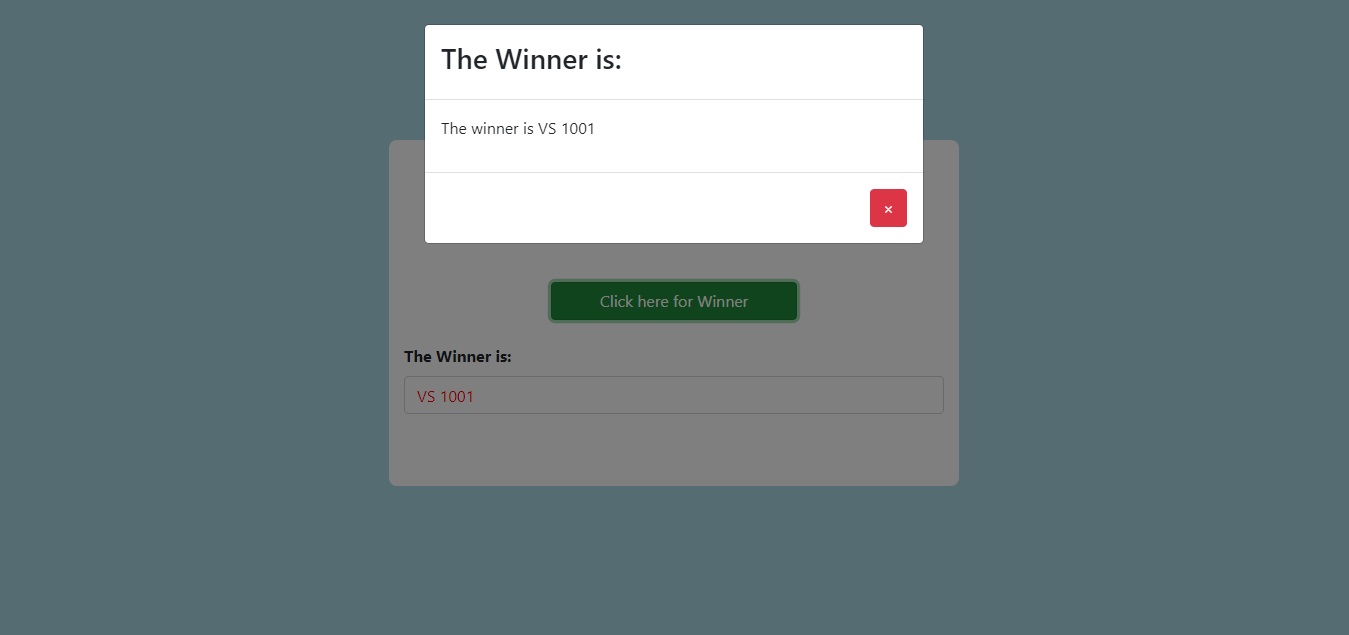 The Winner is:
The winner is VS 1001
×
Click here for Winner
The Winner is:
VS 1001